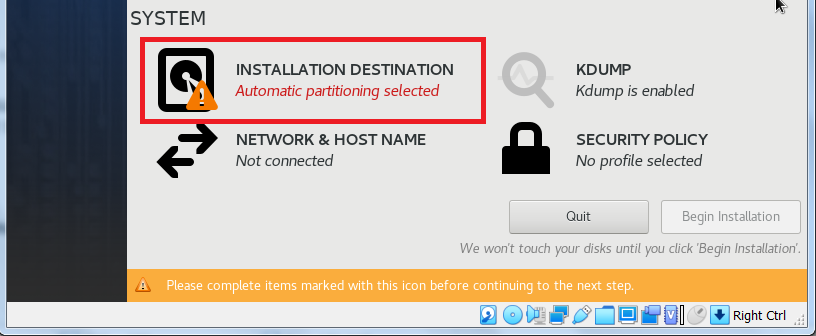 SYSTEM
INSTALLATION DESTINATION
Automatic partitioning selected
KDUMP
Kdump is enabled
NETWORK & HOST NAME
Not connected
SECURITY POLICY
No profile selected
Quit
Begin Installation
We won't touch your disks until you click 'Begin Installation'.
Please complete items marked with this icon before continuing to the next step.
Right Ctrl